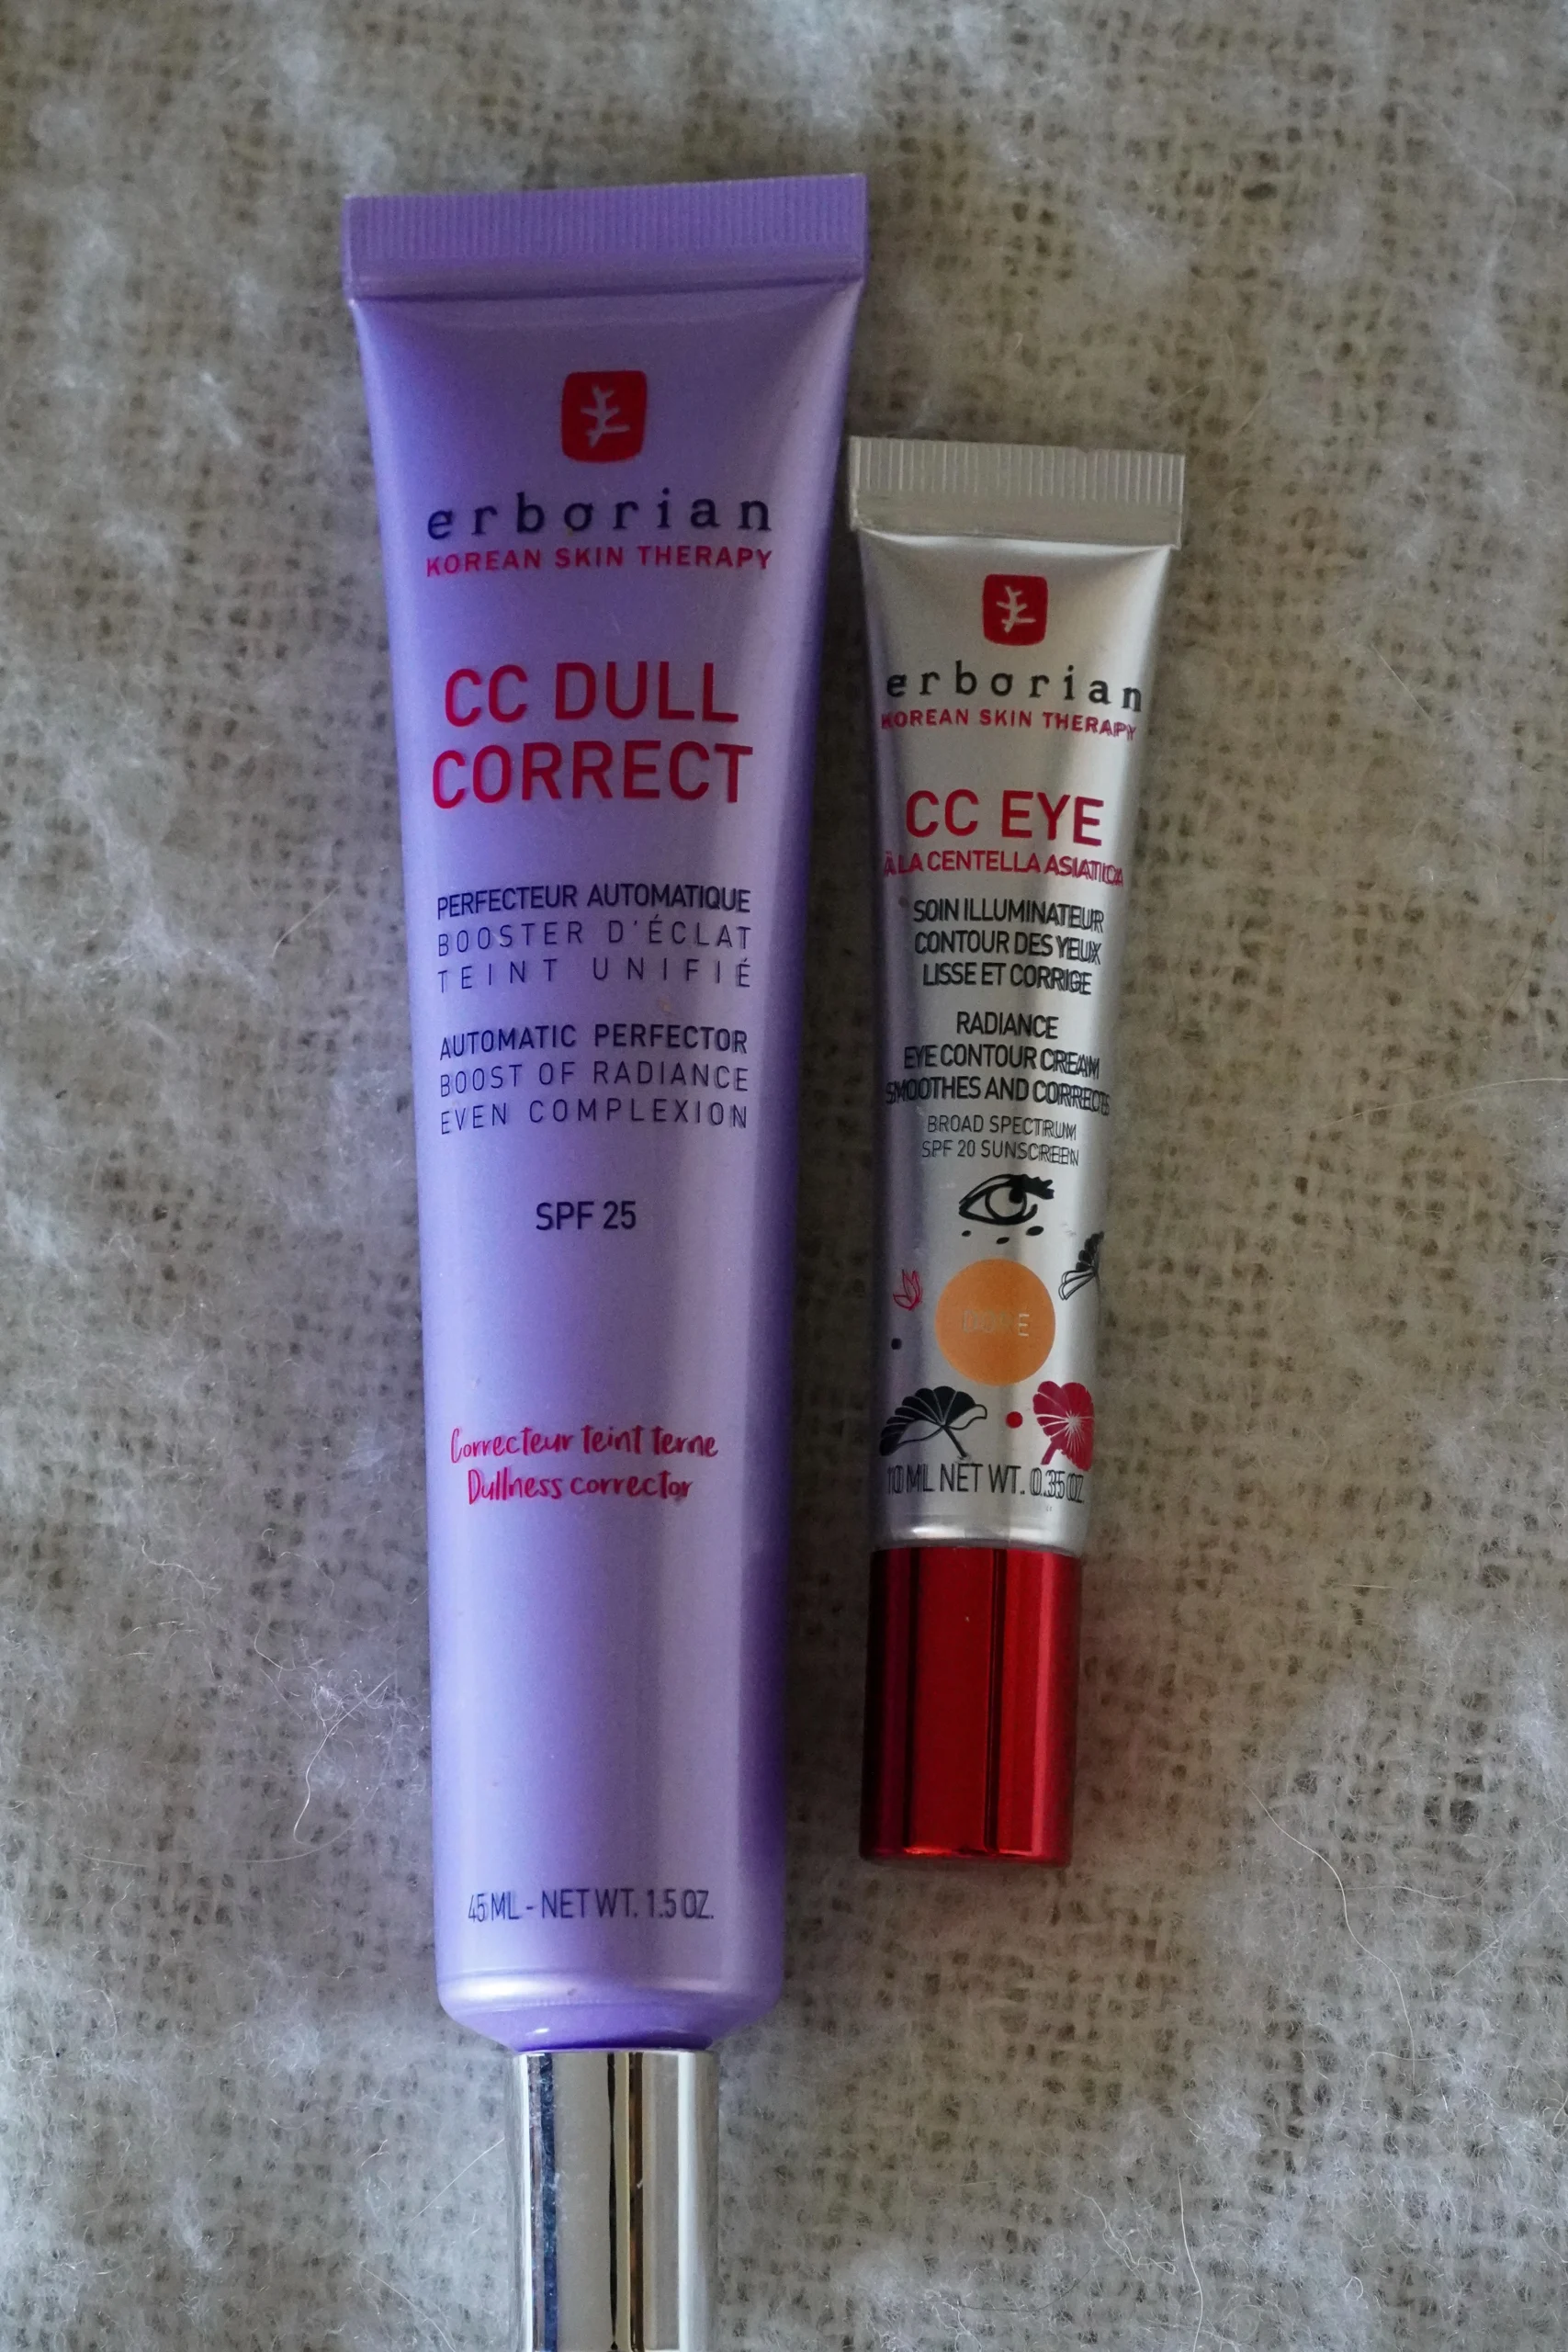 erborian
KOREAN SKIN THERAPY
CC DULL
CORRECT
PERFECTEUR AUTOMATIQUE
BOOSTER D'ÉCLAT
TEINT UNIFIÉ
AUTOMATIC PERFECTOR
BOOST OF RADIANCE
EVEN COMPLEXION
SPF 25
Correcteur teint terne
Dullness corrector
45 ML - NET WT. 1.5 OZ.
erborian
KOREAN SKIN THERAPY
CC EYE
À LA CENTELLA ASIATICA
SOIN ILLUMINATEUR
CONTOUR DES YEUX
LISSE ET CORRIGE
RADIANCE
EYE CONTOUR CREAM
SMOOTHES AND CORRECTS
BROAD SPECTRUM
SPF 20 SUNSCREEN
DORE
10 ML NET WT. 0.35 OZ.